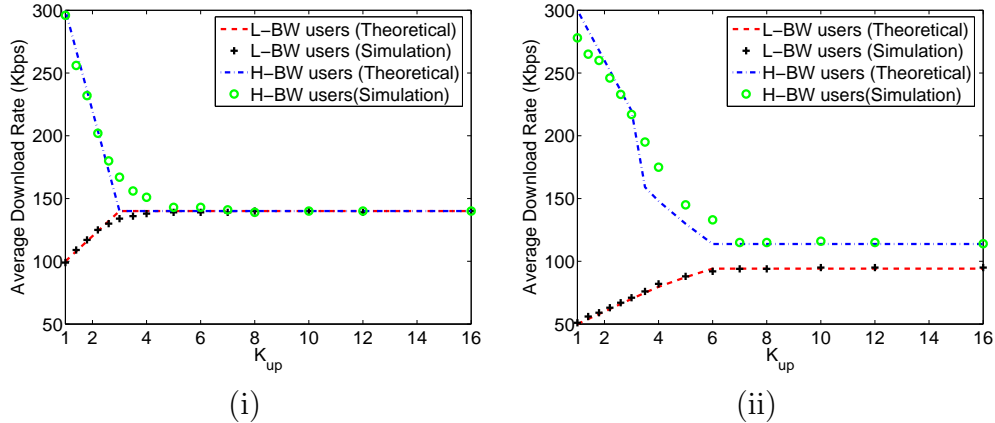 300
250
200
150
100
50
Average Download Rate (Kbps)
L−BW users (Theoretical)
L−BW users (Simulation)
H−BW users (Theoretical)
H−BW users(Simulation)
1 2 4 6 8 10 12 14 16
K_up
(i)
300
250
200
150
100
50
Average Download Rate (Kbps)
L−BW users (Theoretical)
L−BW users (Simulation)
H−BW users (Theoretical)
H−BW users(Simulation)
1 2 4 6 8 10 12 14 16
K_up
(ii)